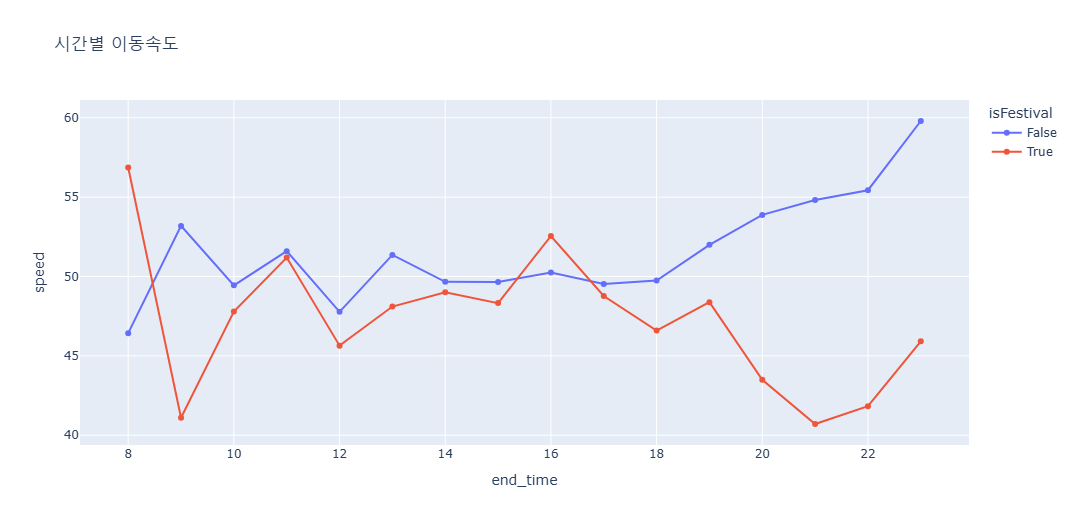 시간별 이동속도
isFestival
False
True
speed
60
55
50
45
40
8
10
12
14
16
18
20
22
end_time